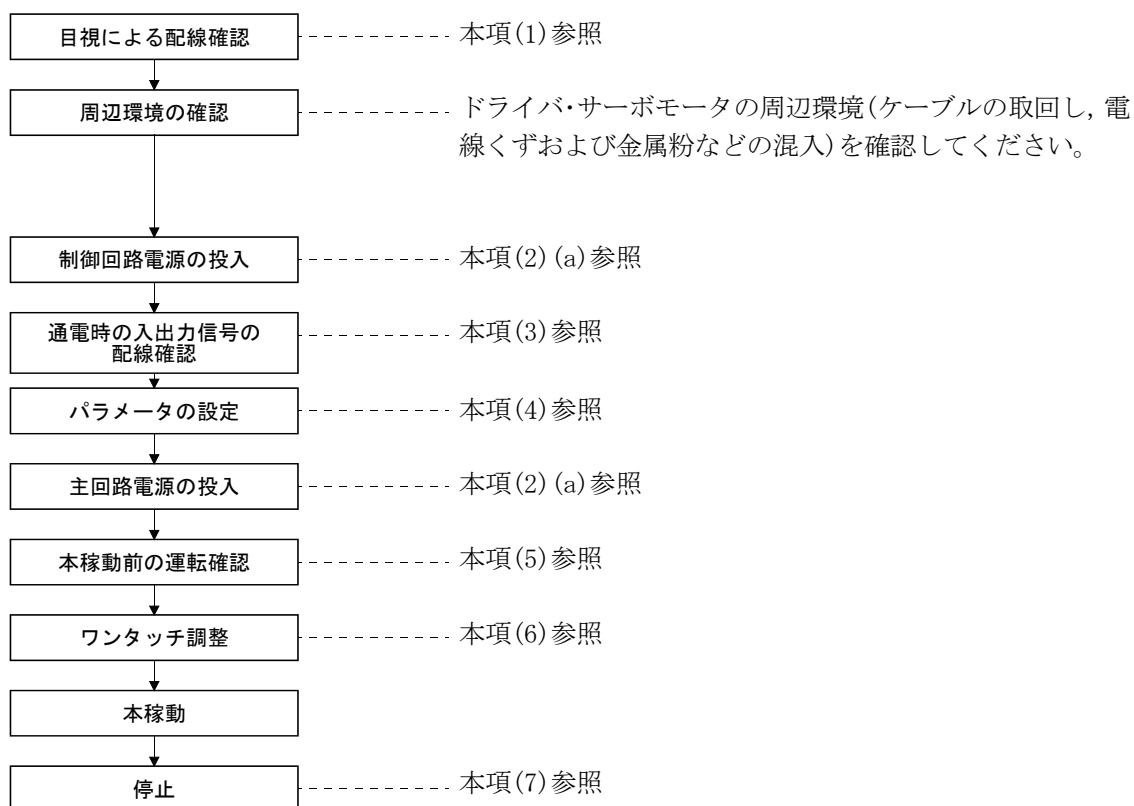 目視による配線確認
本項(1)参照
周辺環境の確認
ドライバ・サーボモータの周辺環境(ケーブルの取回し,電
線くずおよび金属粉などの混入)を確認してください。
制御回路電源の投入
本項(2)(a)参照
通電時の入出力信号の
配線確認
本項(3)参照
パラメータの設定
本項(4)参照
主回路電源の投入
本項(2)(a)参照
本稼動前の運転確認
本項(5)参照
ワンタッチ調整
本項(6)参照
本稼動
停止
本項(7)参照